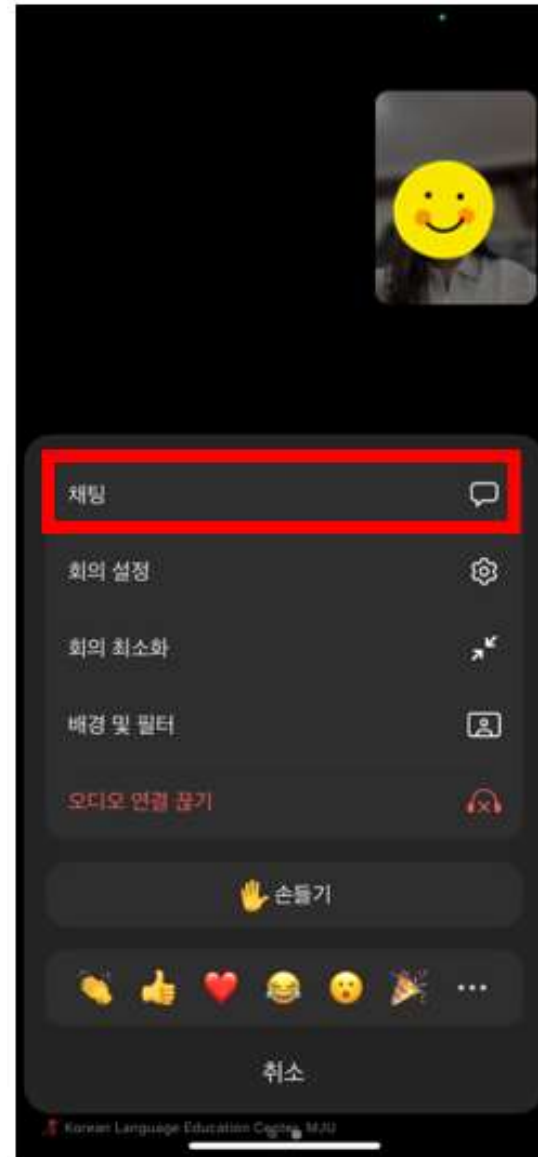 채팅
회의 설정
회의 최소화
배경 및 필터
오디오 연결 끊기
손들기
취소
Korean Language Education Center, MJU